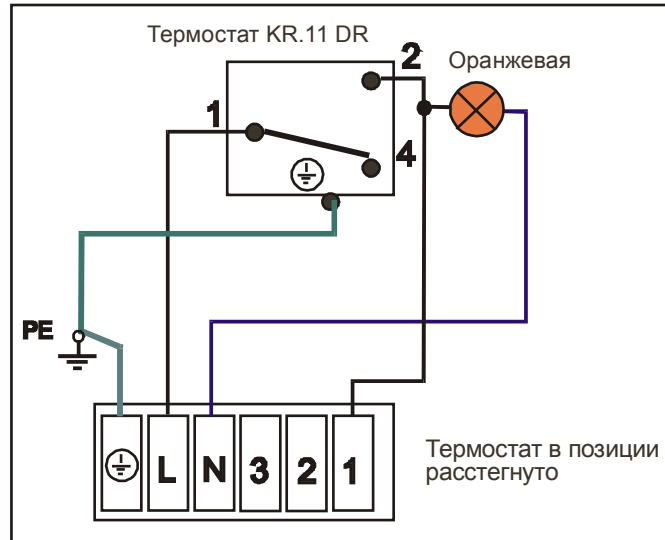 Термостат KR.11 DR
2
Оранжевая
1
4
PE
L N 3 2 1
Термостат в позиции
расстегнуто